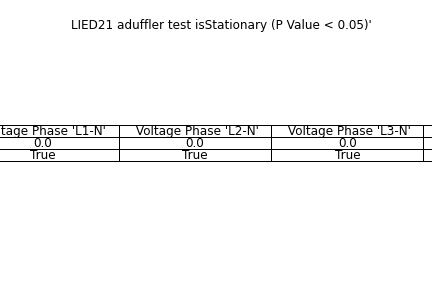 LIED21 aduffler test isStationary (P Value < 0.05)'
tage Phase 'L1-N' Voltage Phase 'L2-N' Voltage Phase 'L3-N'
0.0 0.0 0.0
True True True